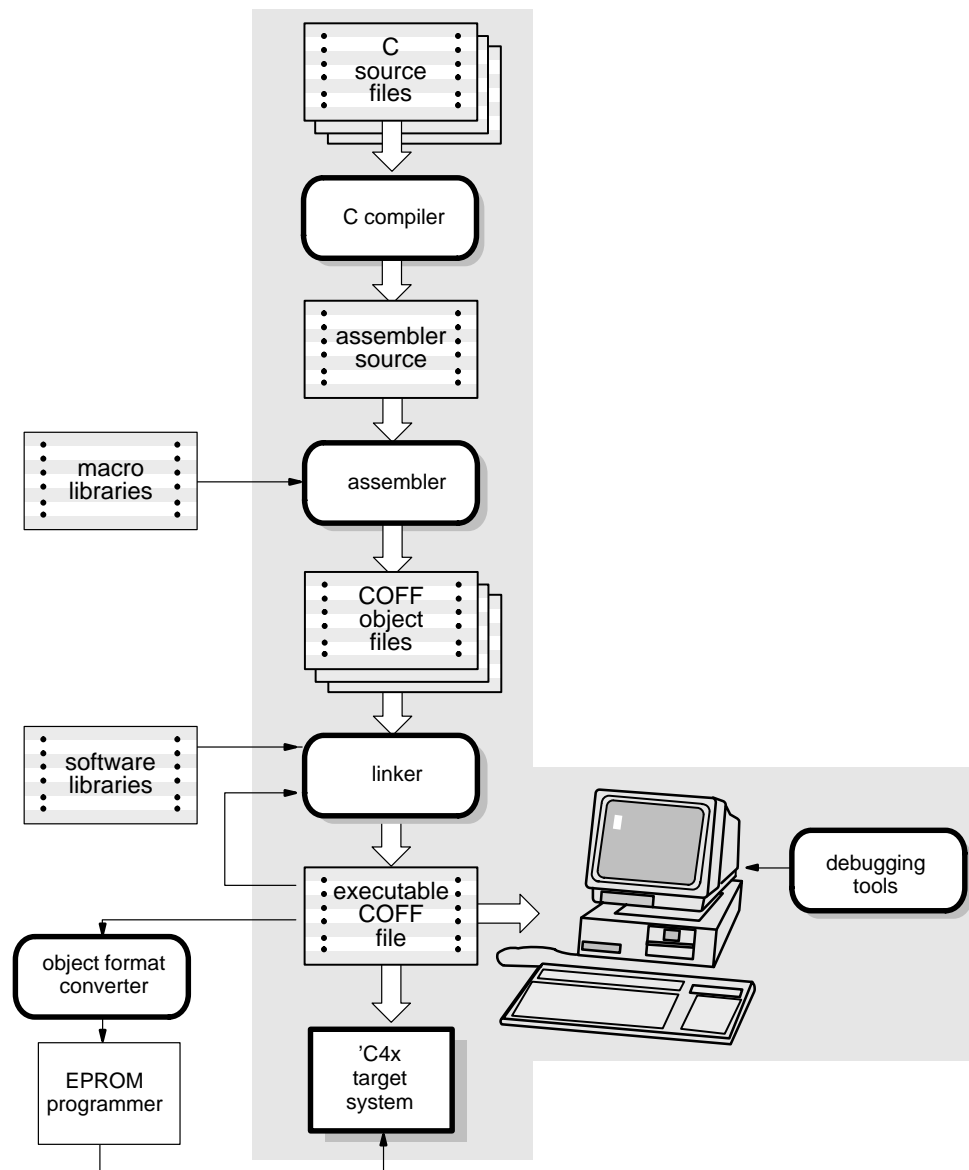 C
source
files
C compiler
assembler
source
macro
libraries
assembler
COFF
object
files
software
libraries
linker
debugging
tools
executable
COFF
file
object format
converter
'C4x
target
system
EPROM
programmer